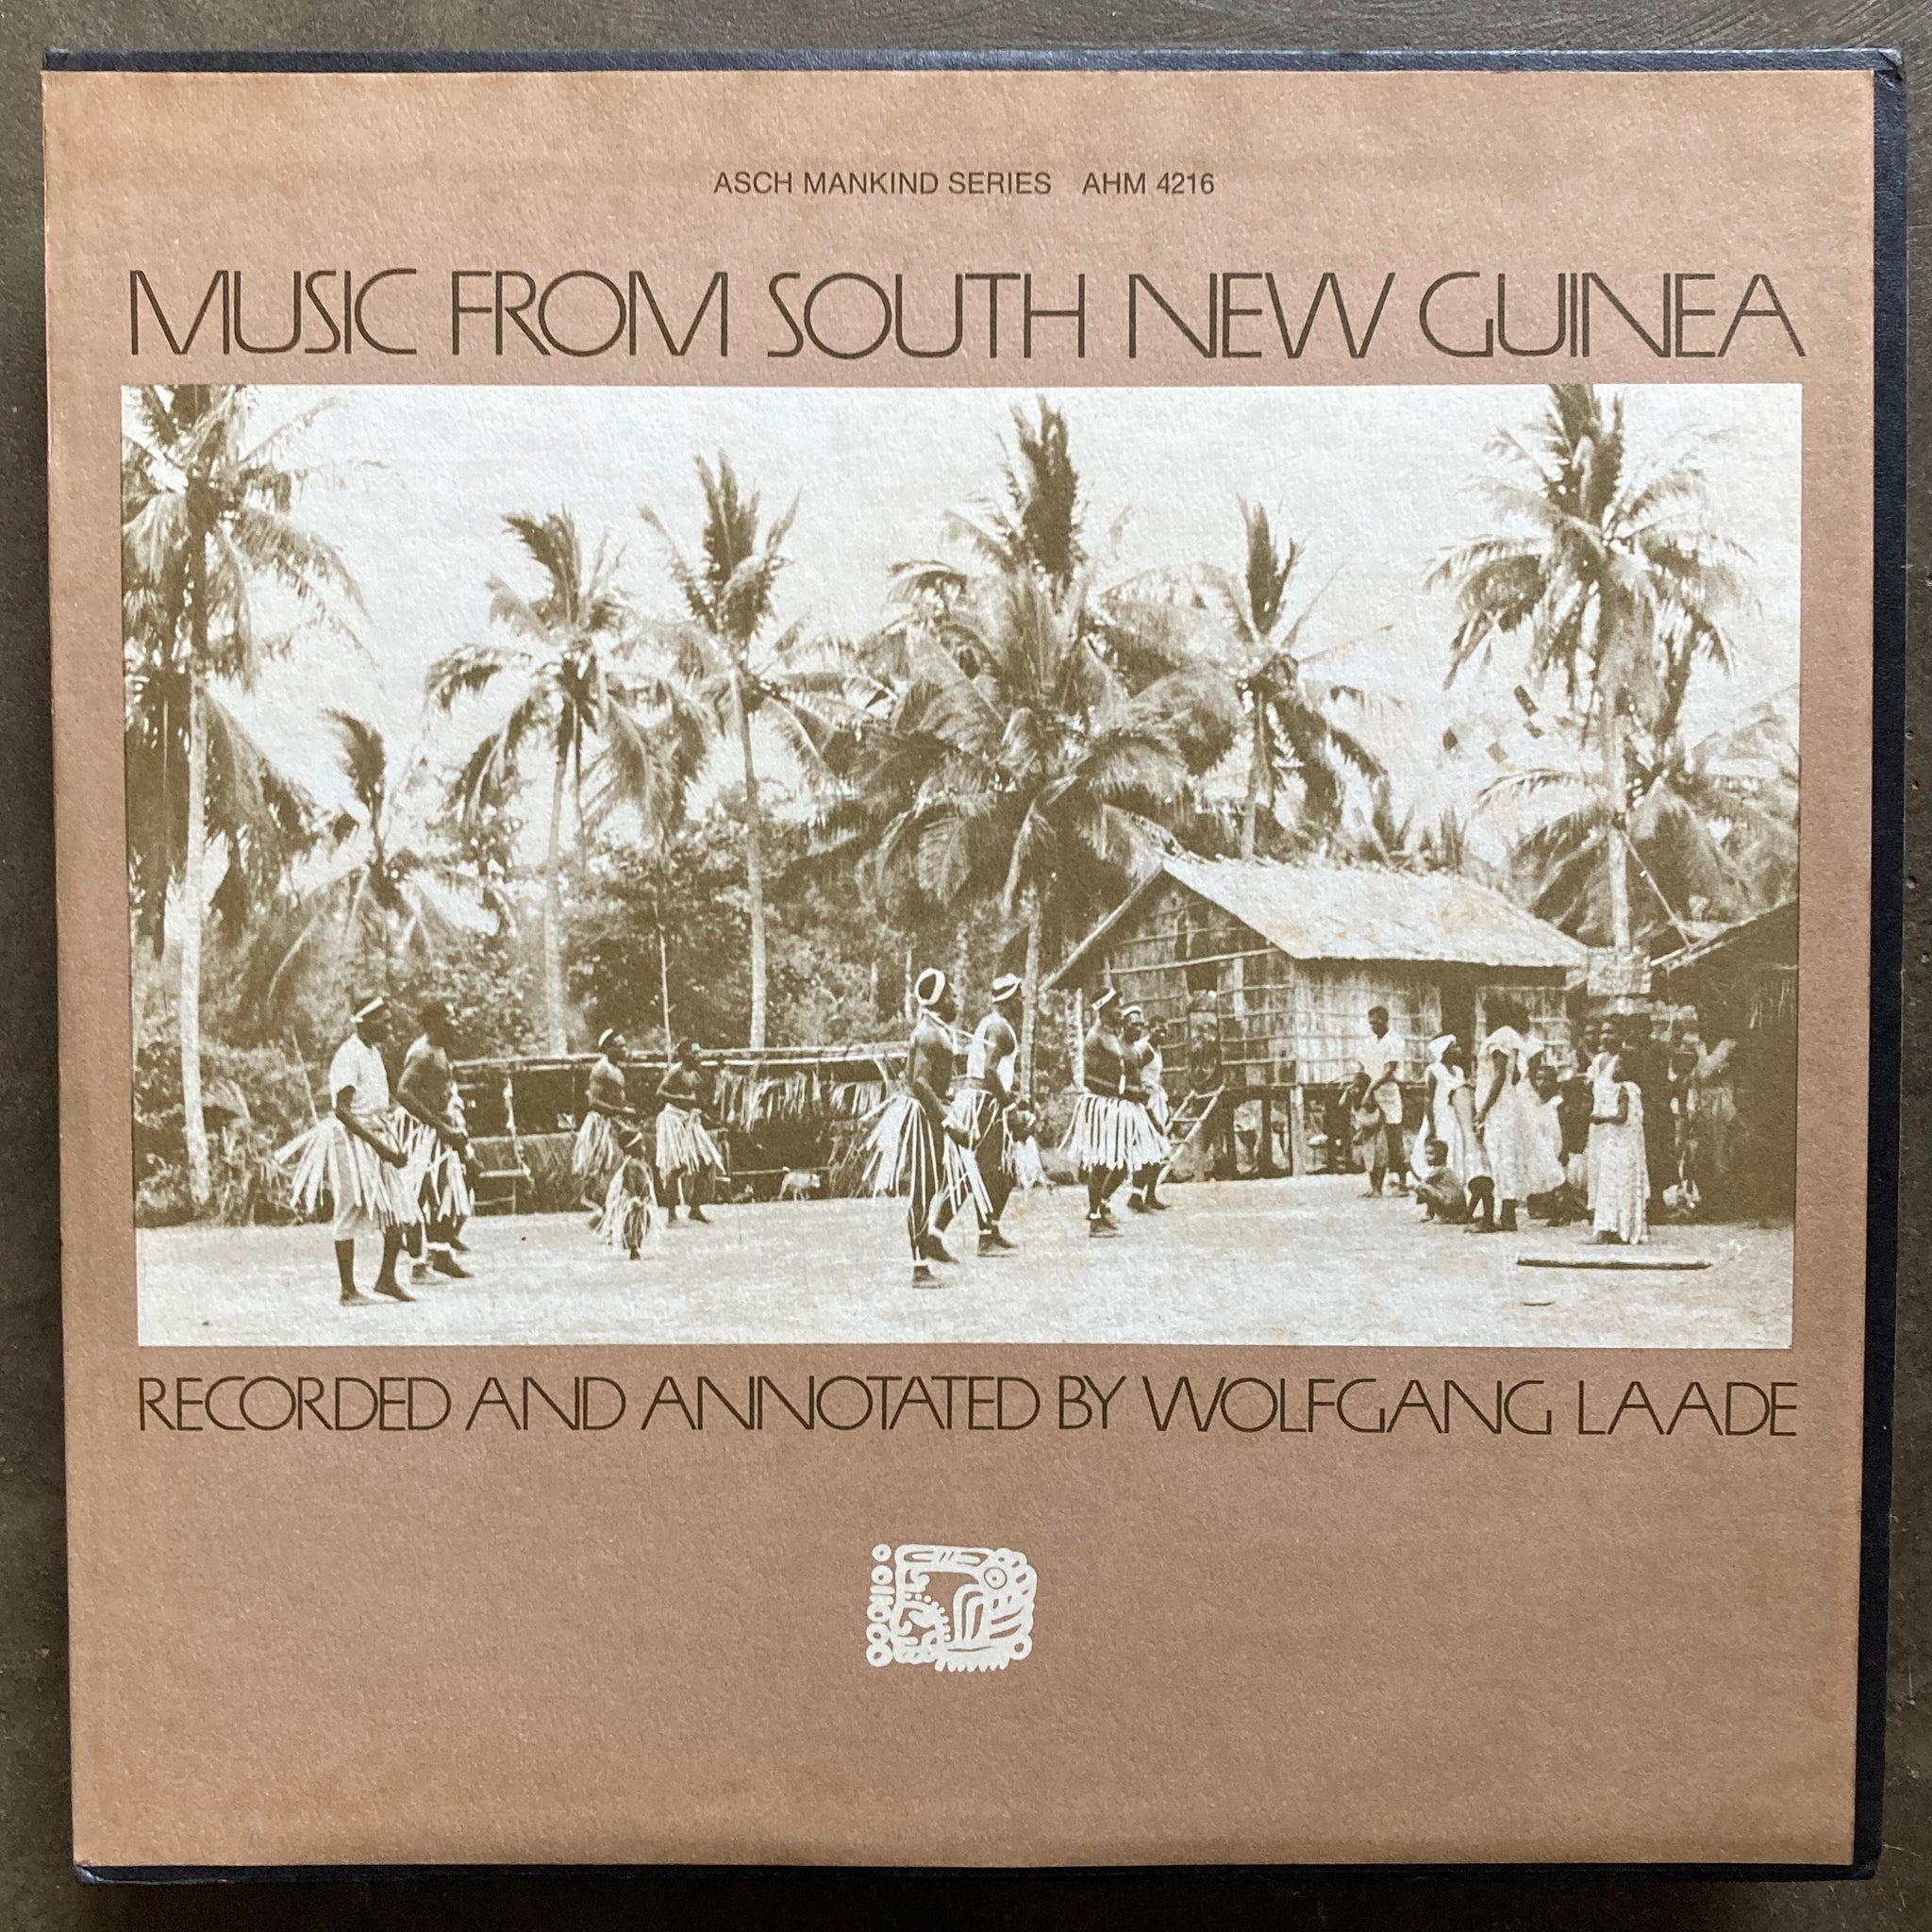 ASCH MANKIND SERIES AHM 4216
MUSIC FROM SOUTH NEW GUINEA
RECORDED AND ANNOTATED BY WOLFGANG LAADE